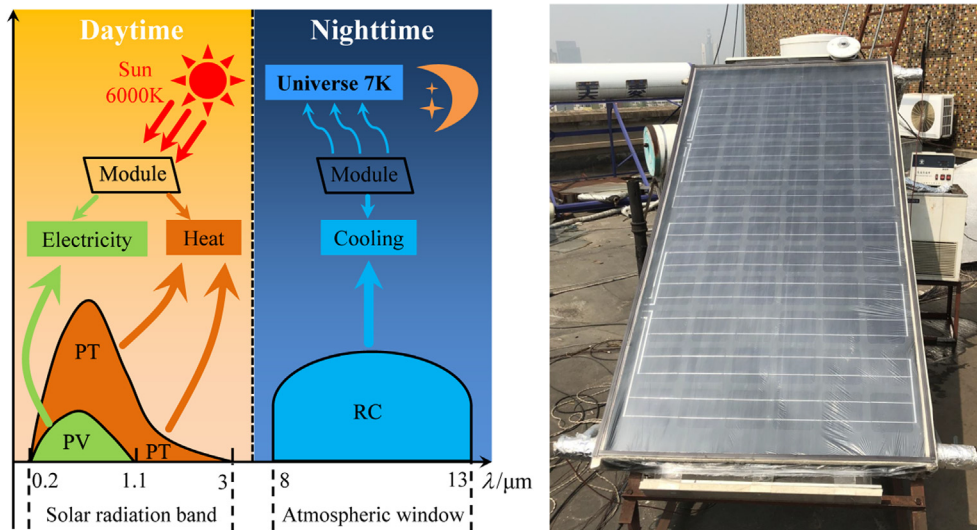 Daytime
Nighttime
Sun
6000K
Universe 7K
Module
Module
Electricity
Heat
Cooling
PT
PV
PT
RC
0.2
1.1
3
8
13
λ/μm
Solar radiation band
Atmospheric window
天